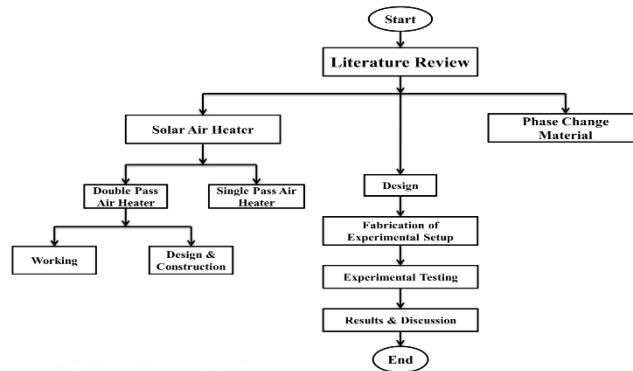 Start
Literature Review
Solar Air Heater
Phase Change
Material
Double Pass
Air Heater
Single Pass Air
Heater
Design
Working
Design &
Construction
Fabrication of
Experimental Setup
Experimental Testing
Results & Discussion
End